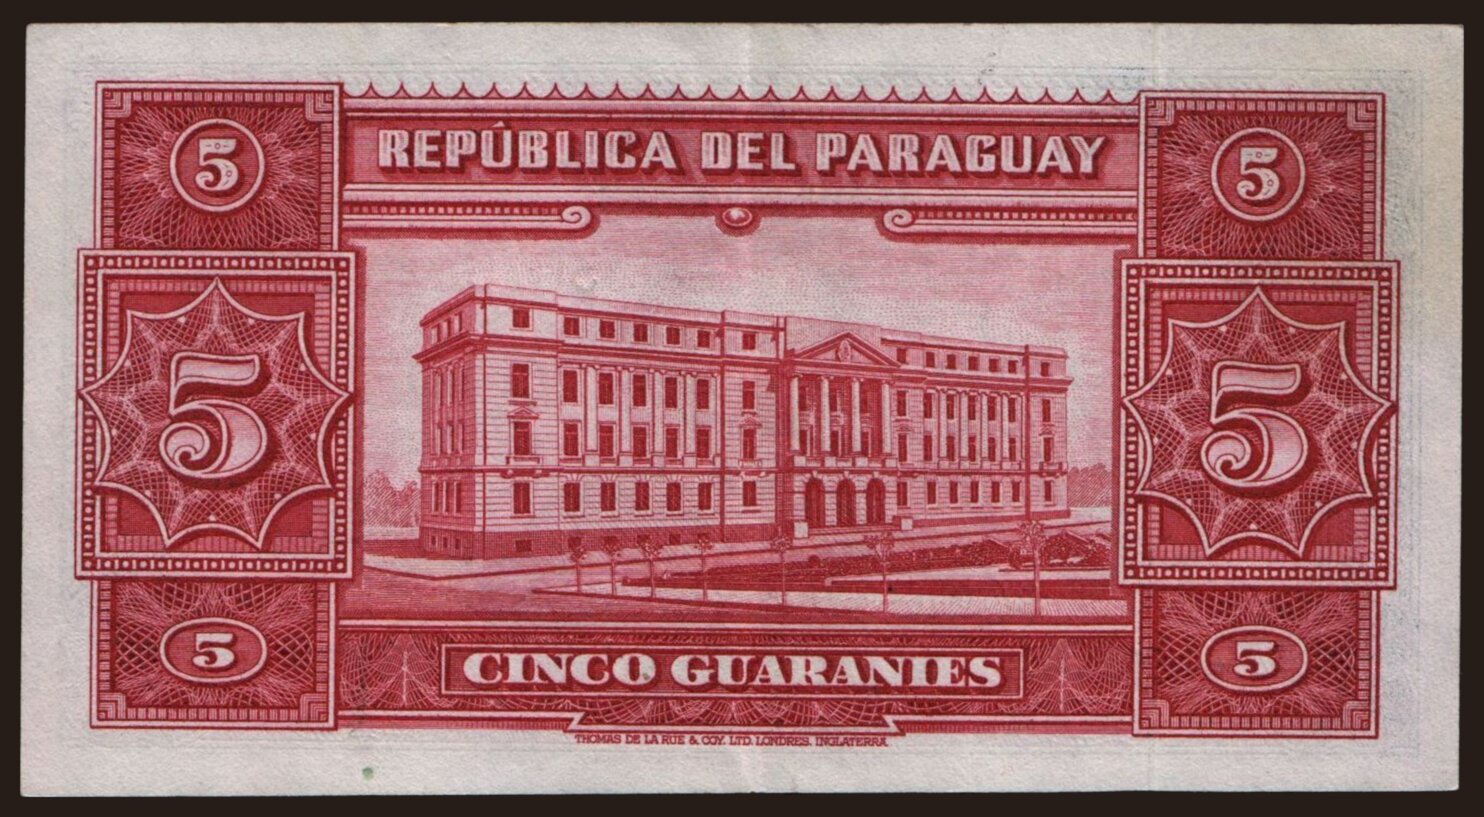 5 5
REPÚBLICA DEL PARAGUAY
5 5
5 5
CINCO GUARANIES
THOMAS DE LA RUE & COY. LTD. LONDRES. INGLATERRA.